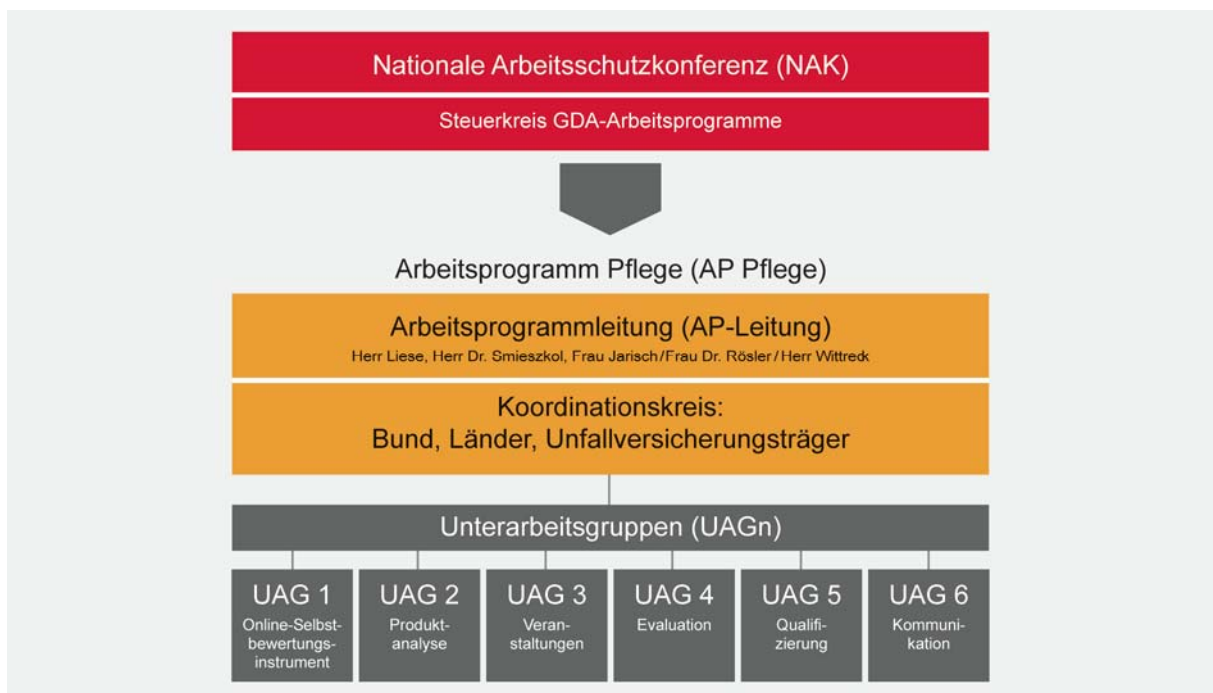 Nationale Arbeitsschutzkonferenz (NAK)
Steuerkreis GDA-Arbeitsprogramme
Arbeitsprogramm Pflege (AP Pflege)
Arbeitsprogrammleitung (AP-Leitung)
Herr Liese, Herr Dr. Smieszkol, Frau Jarisch/Frau Dr. Rösler/Herr Wittreck
Koordinationskreis:
Bund, Länder, Unfallversicherungsträger
Unterarbeitsgruppen (UAGn)
UAG 1
Online-Selbst-
bewertungs-
instrument
UAG 2
Produkt-
analyse
UAG 3
Veran-
staltungen
UAG 4
Evaluation
UAG 5
Qualifi-
zierung
UAG 6
Kommuni-
kation